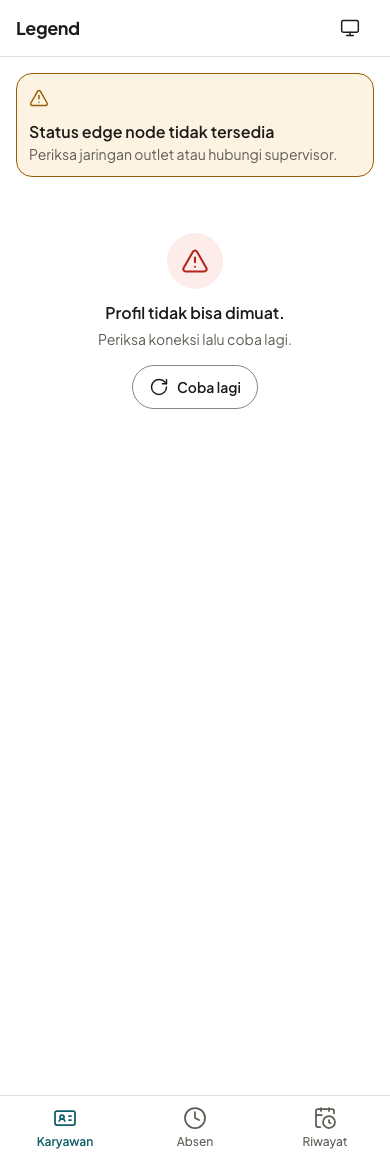 Legend
Status edge node tidak tersedia
Periksa jaringan outlet atau hubungi supervisor.
Profil tidak bisa dimuat.
Periksa koneksi lalu coba lagi.
Coba lagi
Karyawan
Absen
Riwayat